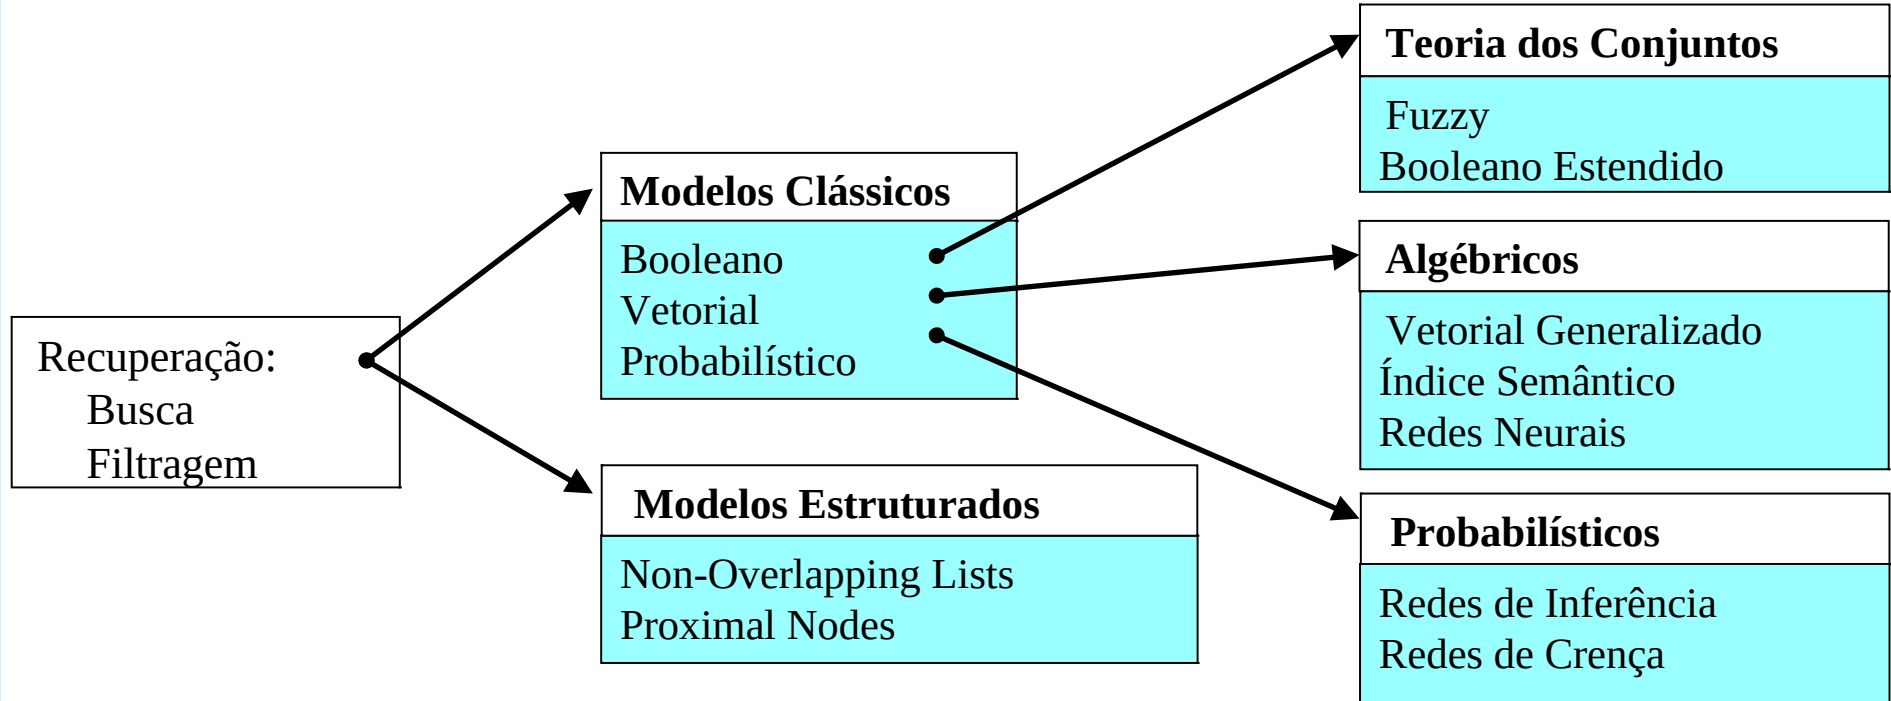 Recuperação:
Busca
Filtragem
Modelos Clássicos
Booleano
Vetorial
Probabilístico
Modelos Estruturados
Non-Overlapping Lists
Proximal Nodes
Teoria dos Conjuntos
Fuzzy
Booleano Estendido
Algébricos
Vetorial Generalizado
Índice Semântico
Redes Neurais
Probabilísticos
Redes de Inferência
Redes de Crença